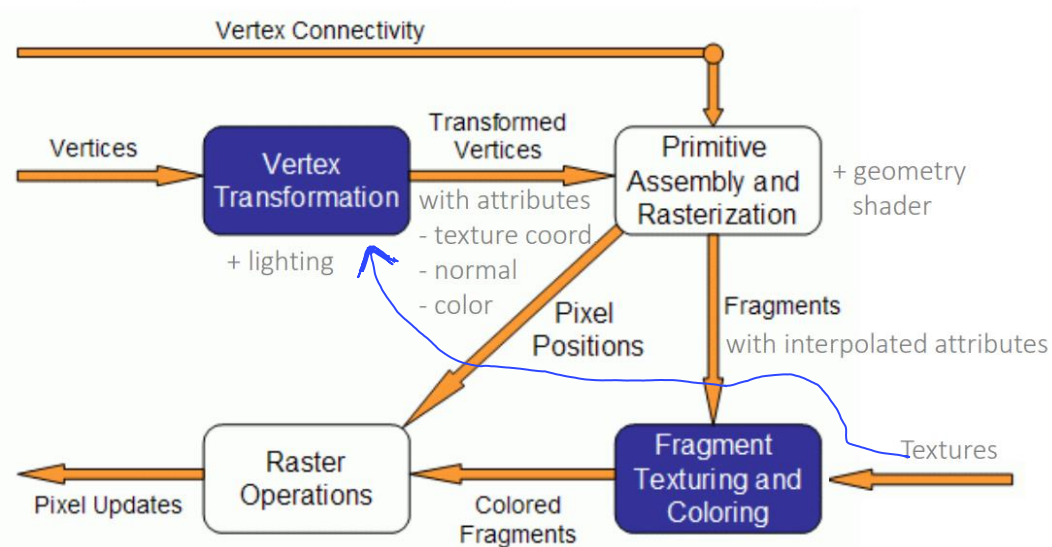 Vertex Connectivity
Vertices
Vertex
Transformation
+ lighting
Transformed
Vertices
with attributes
- texture coord.
- normal
- color
Primitive
Assembly and
Rasterization
+ geometry
shader
Pixel
Positions
Fragments
with interpolated attributes
Raster
Operations
Pixel Updates
Colored
Fragments
Fragment
Texturing and
Coloring
Textures